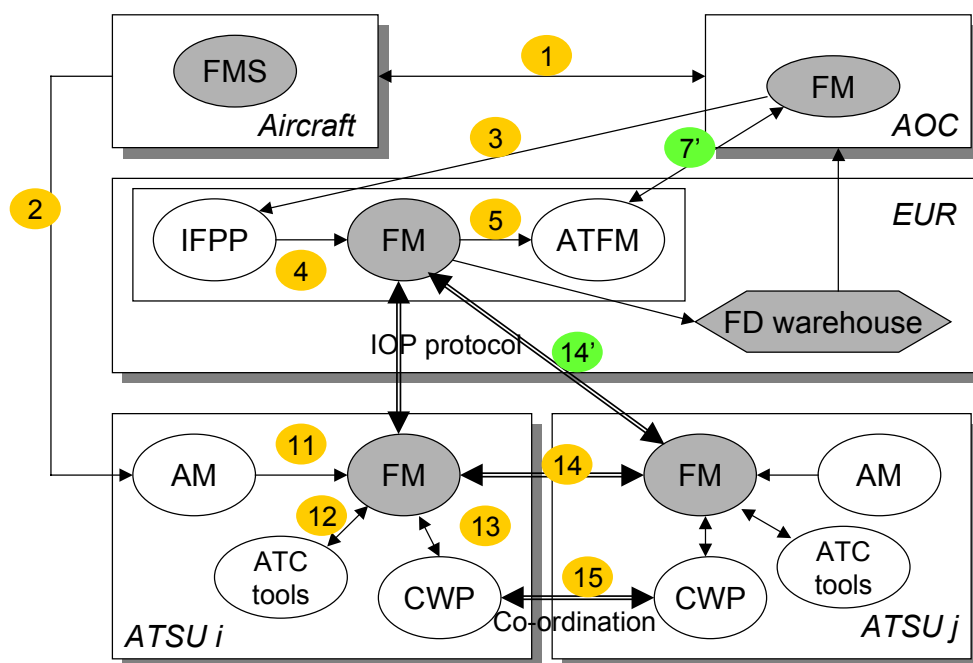 1
FMS
FM
Aircraft
AOC
3
7’
2
EUR
5
IFPP
FM
ATFM
4
FD warehouse
IOP protocol
14’
11
AM
FM
14
FM
AM
12
13
ATC
tools
ATC
tools
15
CWP
CWP
Co-ordination
ATSU i
ATSU j